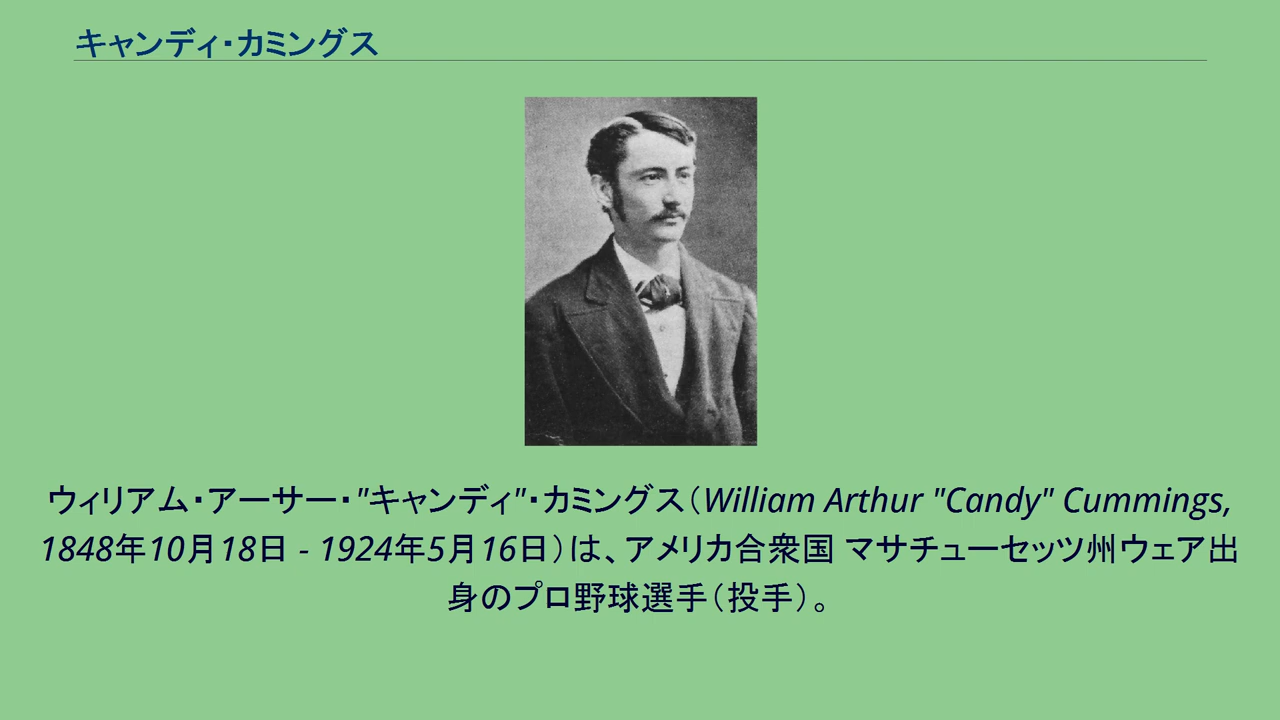 キャンディ・カミングス
ウィリアム・アーサー・"キャンディ"・カミングス（William Arthur "Candy" Cummings,
1848年10月18日 - 1924年5月16日）は、アメリカ合衆国 マサチューセッツ州ウェア出
身のプロ野球選手（投手）。